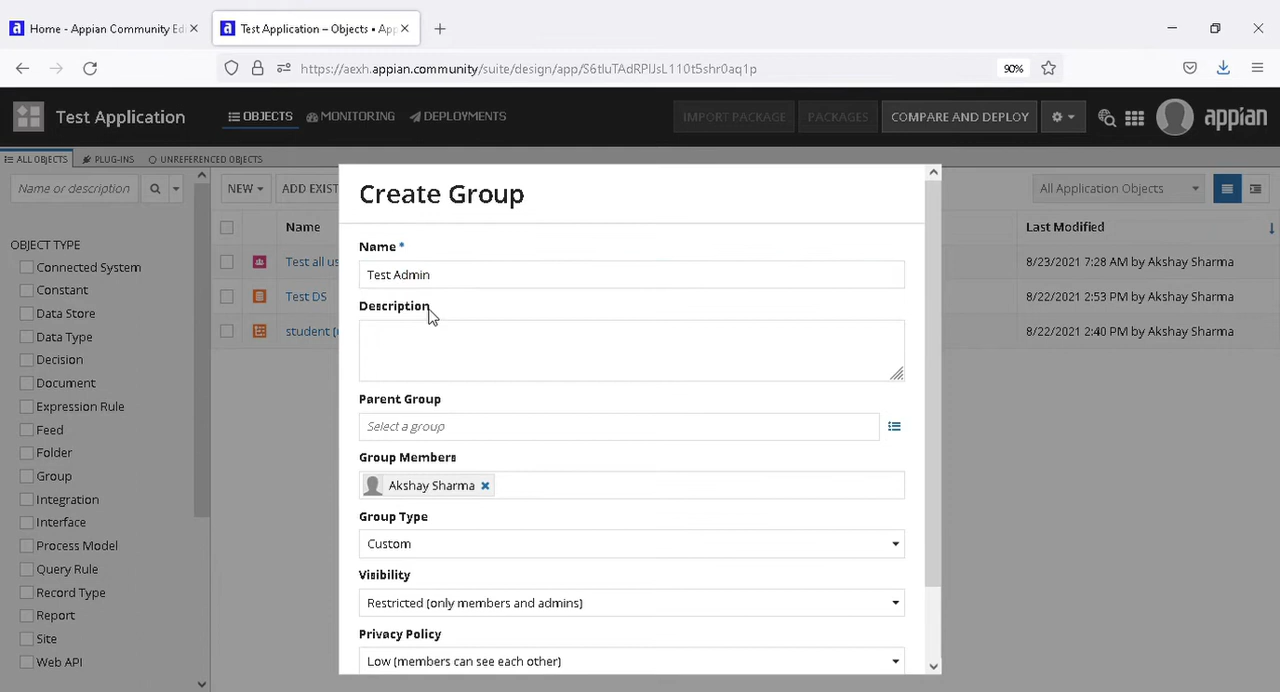 Home - Appian Community Ed
Test Application – Objects • Ap
https://aexh.appian.community/suite/design/app/
90%
Test Application
OBJECTS
MONITORING
DEPLOYMENTS
IMPORT PACKAGE
PACKAGES
COMPARE AND DEPLOY
appian
ALL OBJECTS
PLUG-INS
UNREFERENCED OBJECTS
Name or description
NEW
ADD EXIST
All Application Objects
OBJECT TYPE
Connected System
Constant
Data Store
Data Type
Decision
Document
Expression Rule
Feed
Folder
Group
Integration
Interface
Process Model
Query Rule
Record Type
Report
Site
Web API
Name
Last Modified
Test all us
8/23/2021 7:28 AM by Akshay Sharma
Test DS
8/22/2021 2:53 PM by Akshay Sharma
student (
8/22/2021 2:40 PM by Akshay Sharma
Create Group
Name *
Test Admin
Description
Parent Group
Select a group
Group Members
Akshay Sharma
Group Type
Custom
Visibility
Restricted (only members and admins)
Privacy Policy
Low (members can see each other)